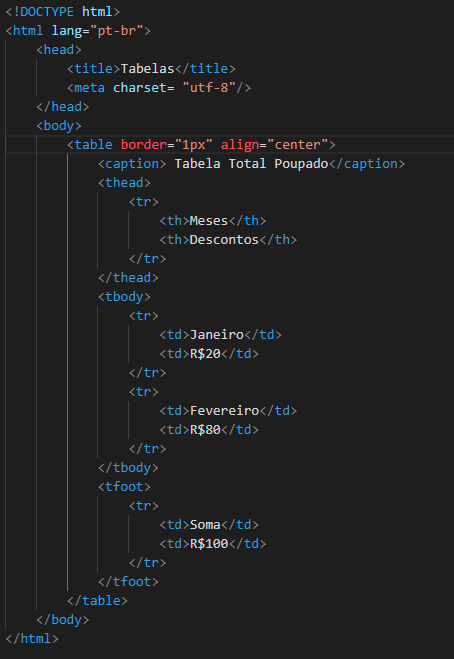 <!DOCTYPE html>
<html lang="pt-br">
    <head>
        <title>Tabelas</title>
        <meta charset= "utf-8"/>
    </head>
    <body>
        <table border="1px" align="center">
            <caption> Tabela Total Poupado</caption>
            <thead>
                <tr>
                    <th>Meses</th>
                    <th>Descontos</th>
                </tr>
            </thead>
            <tbody>
                <tr>
                    <td>Janeiro</td>
                    <td>R$20</td>
                </tr>
                <tr>
                    <td>Fevereiro</td>
                    <td>R$80</td>
                </tr>
            </tbody>
            <tfoot>
                <tr>
                    <td>Soma</td>
                    <td>R$100</td>
                </tr>
            </tfoot>
        </table>
    </body>
</html>